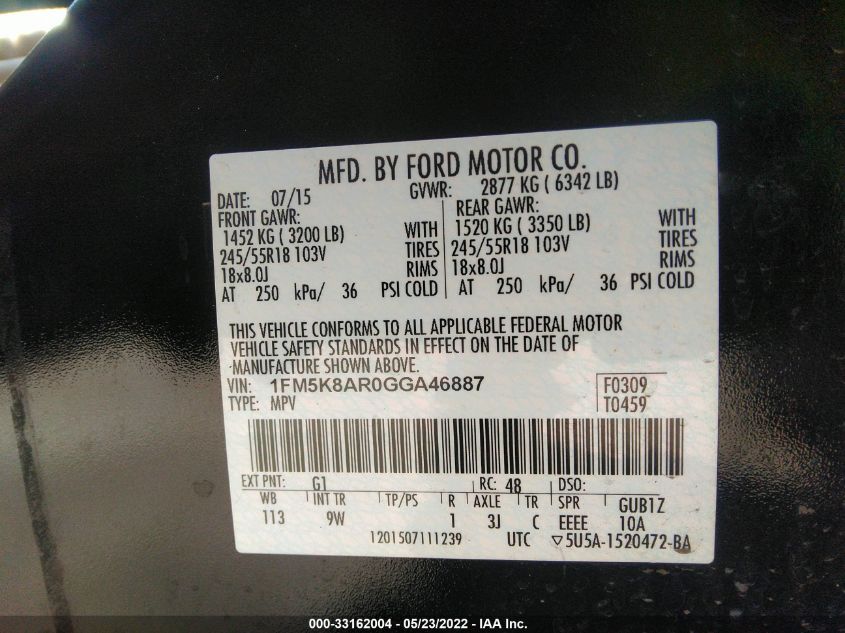 MFD. BY FORD MOTOR CO.
DATE: 07/15 GVWR: 2877 KG ( 6342 LB)
FRONT GAWR: REAR GAWR:
1452 KG ( 3200 LB) WITH 1520 KG ( 3350 LB) WITH
245/55R18 103V TIRES 245/55R18 103V TIRES
18x8.0J RIMS 18x8.0J RIMS
AT 250 kPa/ 36 PSI COLD AT 250 kPa/ 36 PSI COLD
THIS VEHICLE CONFORMS TO ALL APPLICABLE FEDERAL MOTOR
VEHICLE SAFETY STANDARDS IN EFFECT ON THE DATE OF
MANUFACTURE SHOWN ABOVE.
VIN: 1FM5K8AR0GGA46887 F0309
TYPE: MPV T0459
EXT PNT: G1 RC: 48 DSO:
WB INT TR TP/PS R AXLE TR SPR GUB1Z
113 9W 1 3J C EEEE 10A
1201507111239 UTC ▽5U5A-1520472-BA
000-33162004 - 05/23/2022 - IAA Inc.